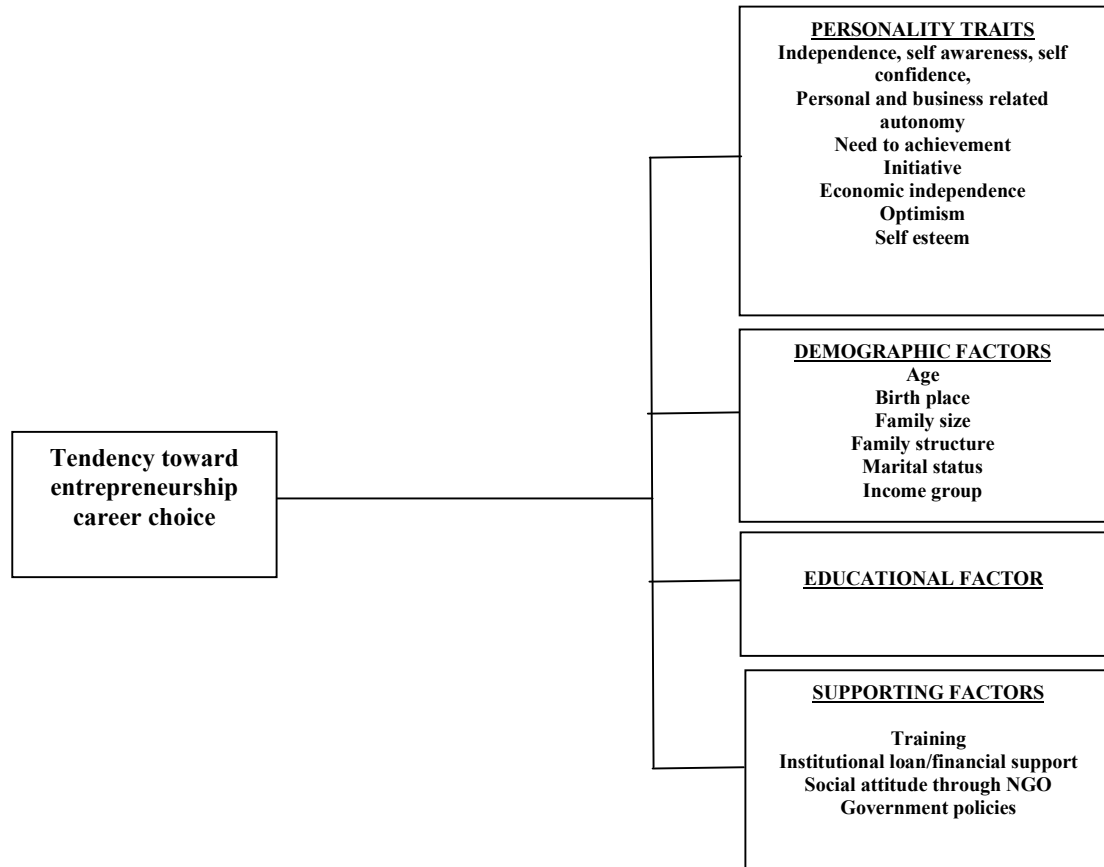 PERSONALITY TRAITS
Independence, self awareness, self
confidence,
Personal and business related
autonomy
Need to achievement
Initiative
Economic independence
Optimism
Self esteem
DEMOGRAPHIC FACTORS
Age
Birth place
Family size
Family structure
Marital status
Income group
Tendency toward
entrepreneurship
career choice
EDUCATIONAL FACTOR
SUPPORTING FACTORS
Training
Institutional loan/financial support
Social attitude through NGO
Government policies